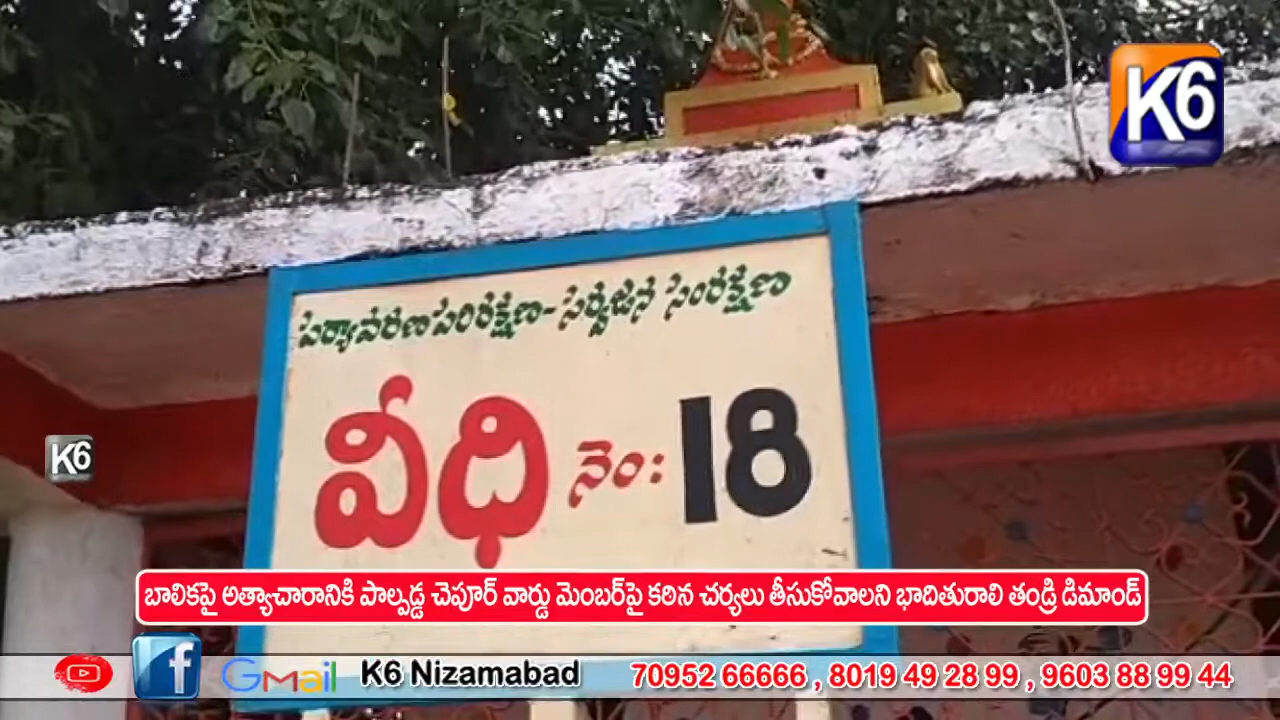 K6
పర్యావరణ పరిరక్షణ - సర్వజన సంరక్షణ
వీధి నెం: 18
K6
బాలికపై అత్యాచారానికి పాల్పడ్డ చెపూర్ వార్డు మెంబర్‌పై కఠిన చర్యలు తీసుకోవాలని భాదితురాలి తండ్రి డిమాండ్
f Gmail K6 Nizamabad 70952 66666 , 8019 49 28 99 , 9603 88 99 44